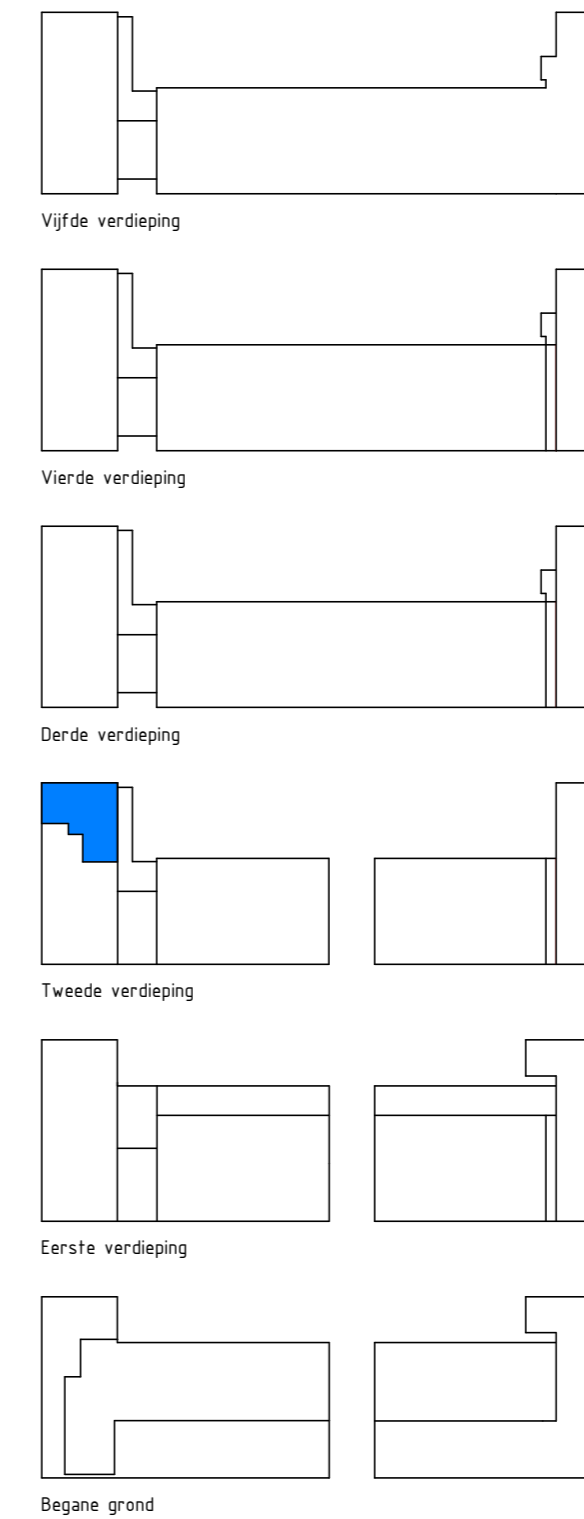 Vijfde verdieping
Vierde verdieping
Derde verdieping
Tweede verdieping
Eerste verdieping
Begane grond